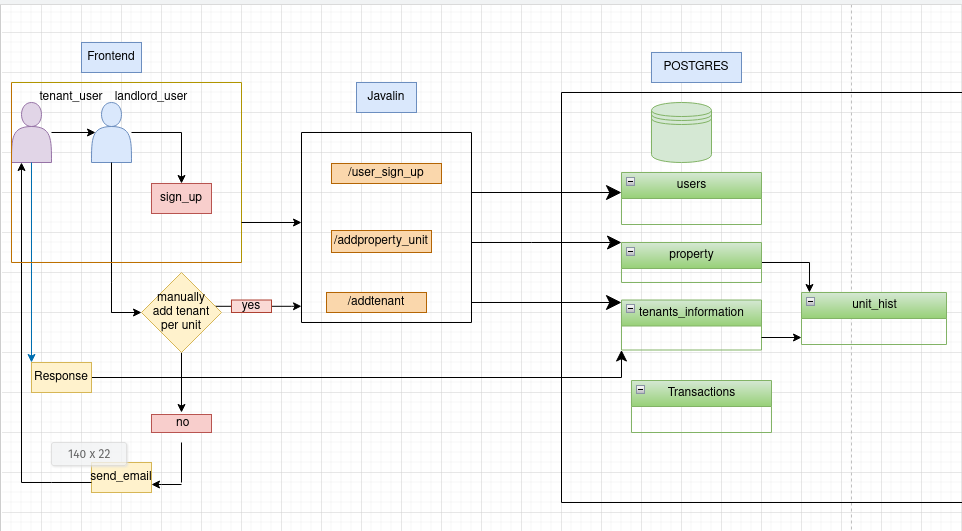 Frontend
POSTGRES
Javalin
tenant_user
landlord_user
/user_sign_up
users
sign_up
/addproperty_unit
property
manually
add tenant
per unit
yes
/addtenant
tenants_information
unit_hist
Response
Transactions
no
140 x 22
send_email